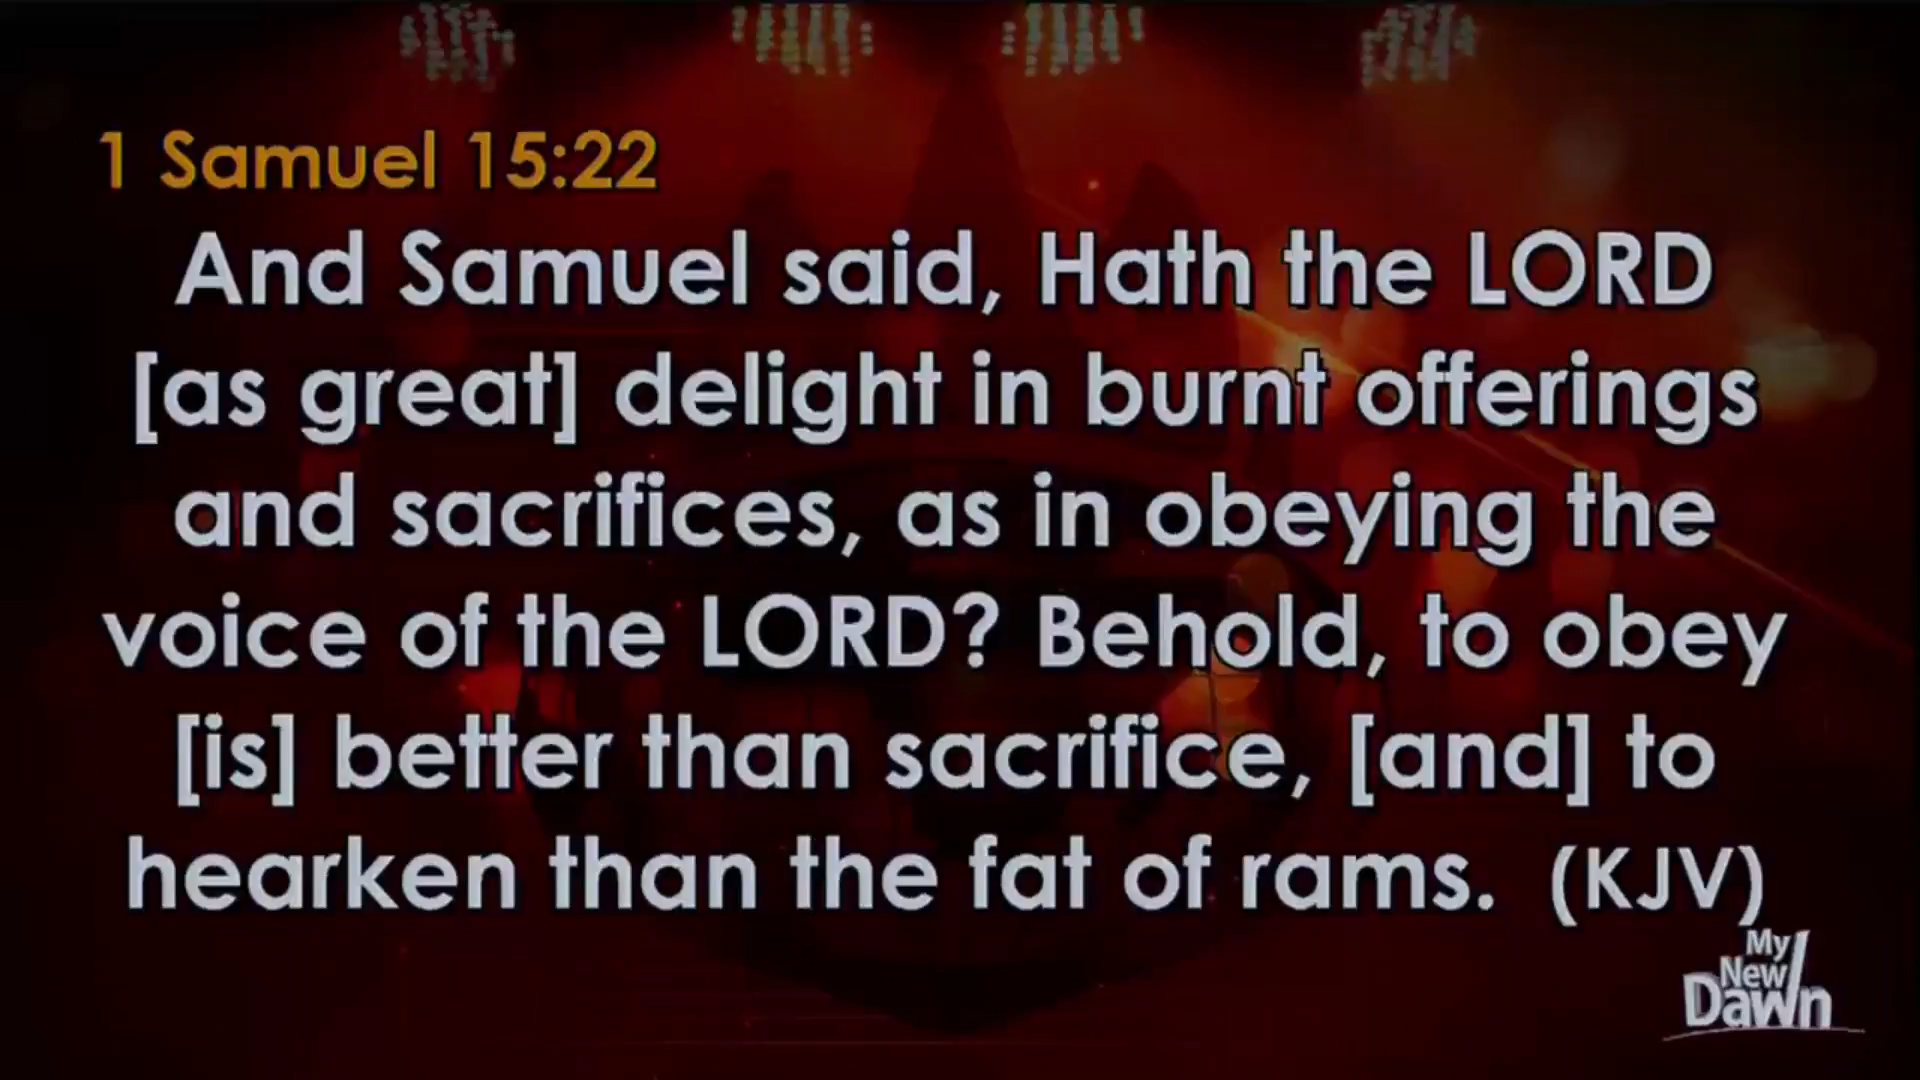 1 Samuel 15:22
And Samuel said, Hath the LORD
[as great] delight in burnt offerings
and sacrifices, as in obeying the
voice of the LORD? Behold, to obey
[is] better than sacrifice, [and] to
hearken than the fat of rams.  (KJV)
My
New
Dawn